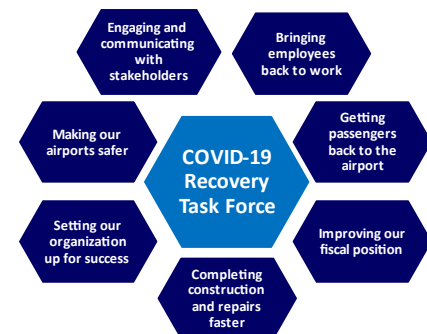 Engaging and
communicating
with
stakeholders
Bringing
employees
back to work
Making our
airports safer
COVID-19
Recovery
Task Force
Getting
passengers
back to the
airport
Setting our
organization
up for success
Improving our
fiscal position
Completing
construction
and repairs
faster